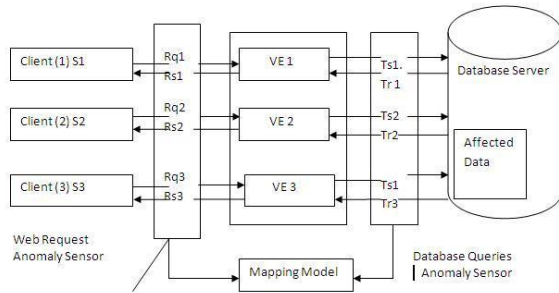 Client (1) S1
Rq1
Rs1
VE 1
Ts1.
Tr 1
Database Server
Client (2) S2
Rq2
Rs2
VE 2
Ts2
Tr2
Affected
Data
Client (3) S3
Rq3
Rs3
VE 3
Ts1
Tr3
Web Request
Anomaly Sensor
Mapping Model
Database Queries
Anomaly Sensor